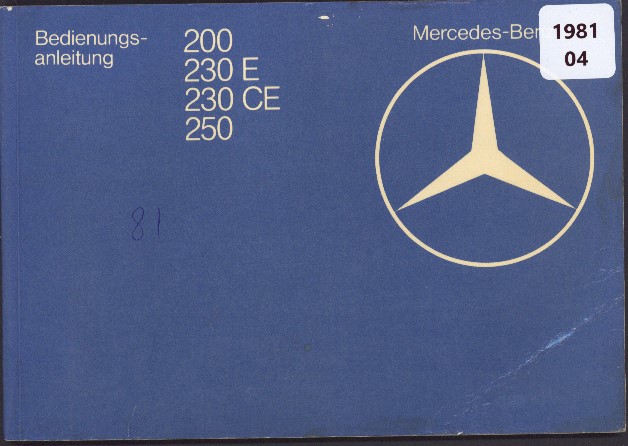 Bedienungs-
anleitung
200
230 E
230 CE
250
Mercedes-Ben
1981
04
81